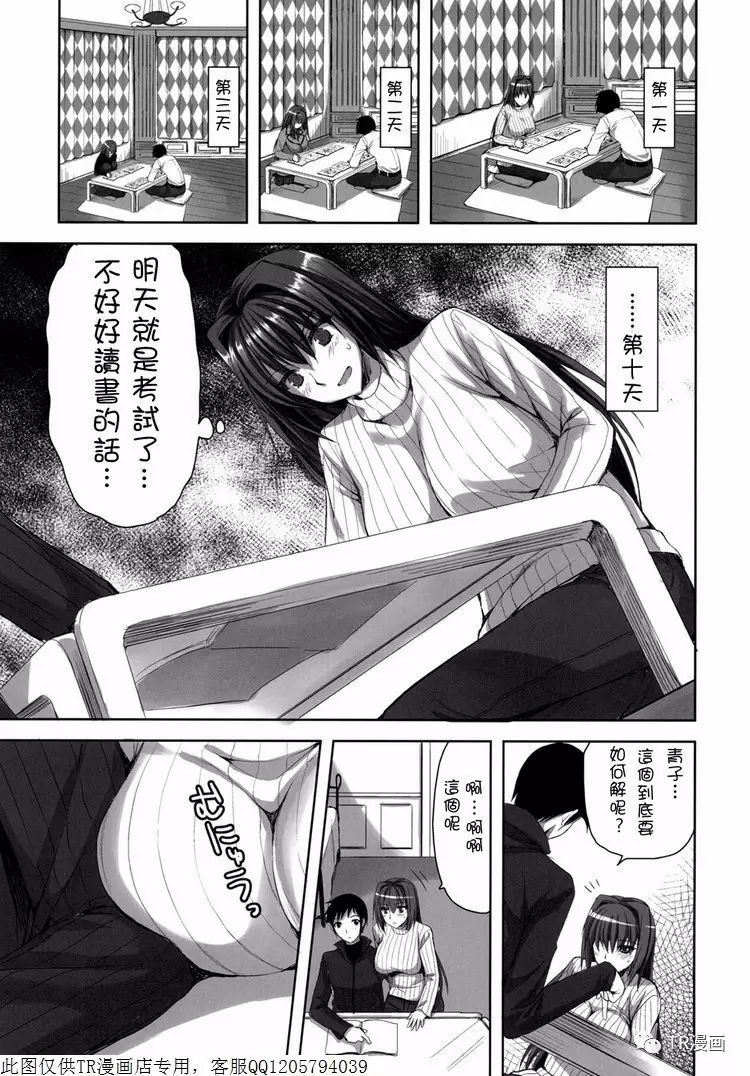 第一天
第二天
第三天
……第十天
明天就是考試了…
不好好讀書的話…
青子…
這個到底要
如何解呢？
啊…啊啊
這個呢
むにゅうっ
此图仅供TR漫画店专用，客服QQ1205794039
TR漫画